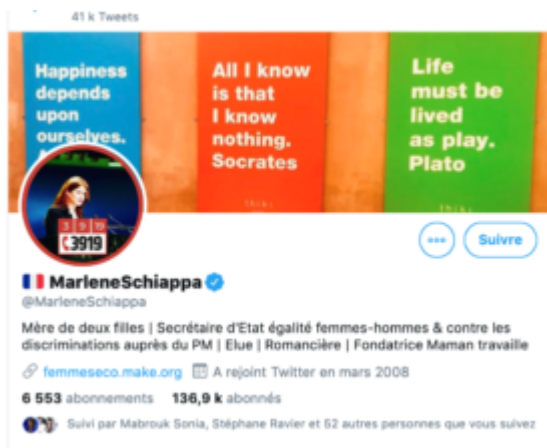 41 k Tweets
Happiness
depends
upon
ourselves.
All I know
is that
I know
nothing.
Socrates
Life
must be
lived
as play.
Plato
3 9 19
3919
Suivre
MarleneSchiappa
@MarleneSchiappa
Mère de deux filles | Secrétaire d'Etat égalité femmes-hommes & contre les
discriminations auprès du PM | Elue | Romancière | Fondatrice Maman travaille
femmeseco.make.org A rejoint Twitter en mars 2008
6 553 abonnements 136,9 k abonnés
Suivi par Mabrouk Sonia, Stéphane Ravier et 52 autres personnes que vous suivez